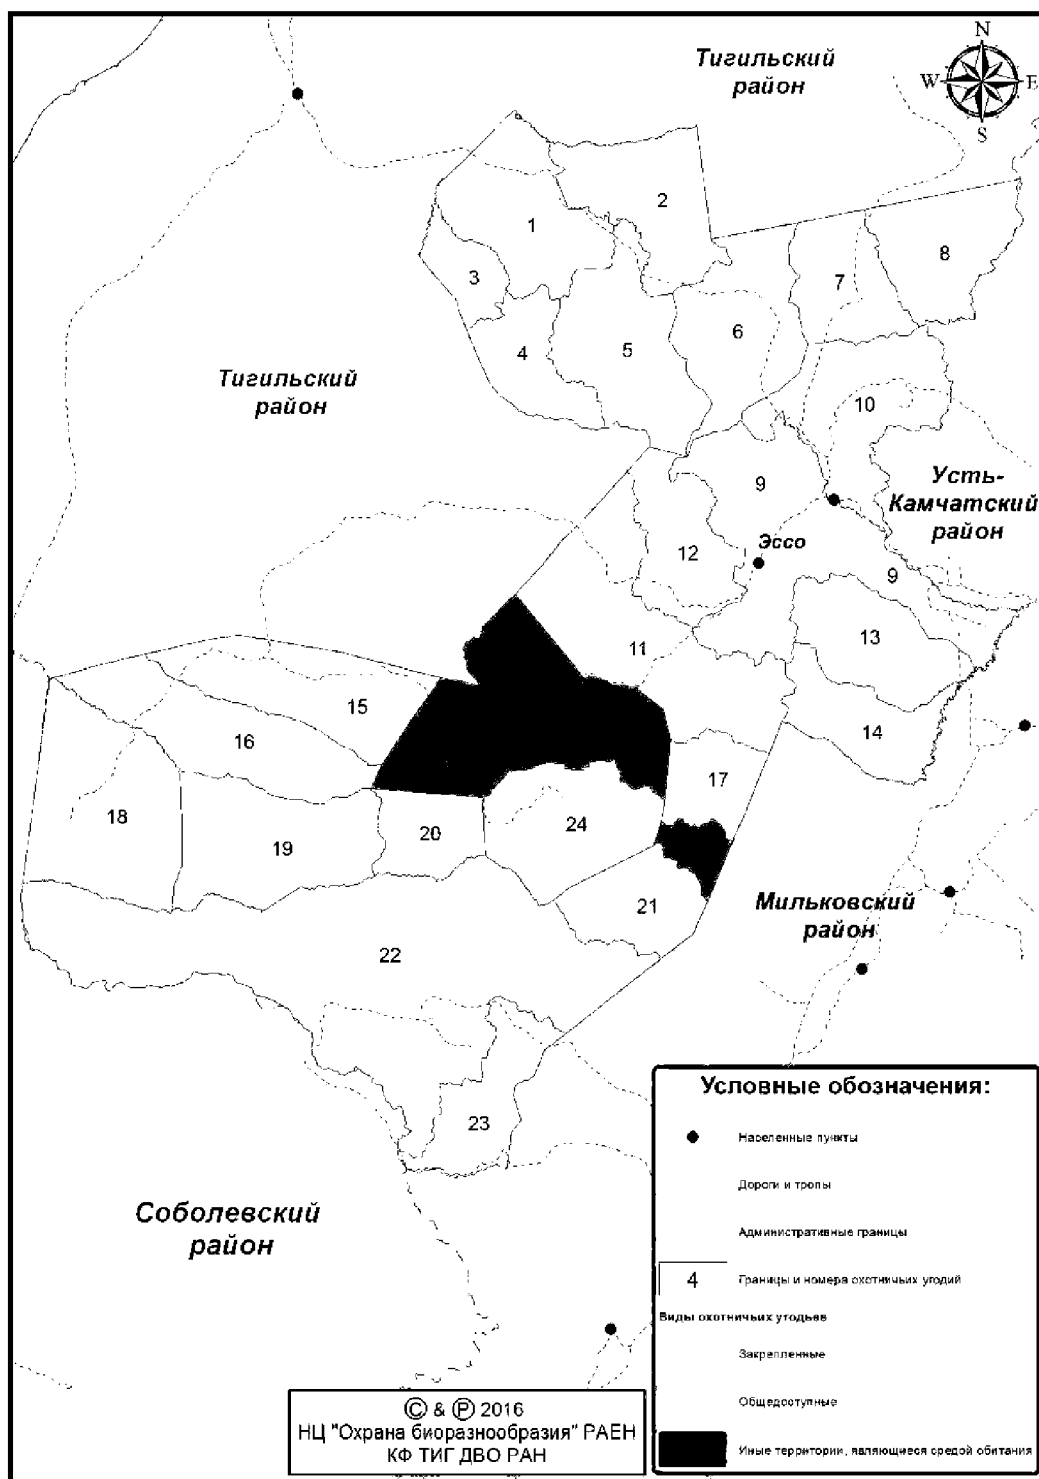 Тигильский
район
N
W
E
S
2
1
8
3
7
6
4
5
Тигильский
район
10
Усть-
Камчатский
район
9
12
Эссо
9
13
11
15
16
14
17
18
19
20
24
21
Мильковский
район
22
23
Соболевский
район
Условные обозначения:
Населенные пункты
Дороги и тропы
Административные границы
4 Границы и номера охотничьих угодий
Виды охотничьих угодьев
Закрепленные
Общедоступные
Иные территории, являющиеся средой обитания
© & ℗ 2016
НЦ "Охрана биоразнообразия" РАЕН
КФ ТИГ ДВО РАН